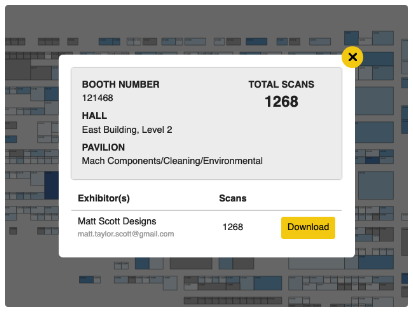 BOOTH NUMBER
121468
TOTAL SCANS
1268
HALL
East Building, Level 2
PAVILION
Mach Components/Cleaning/Environmental
Exhibitor(s) Scans
Matt Scott Designs
matt.taylor.scott@gmail.com
1268
Download